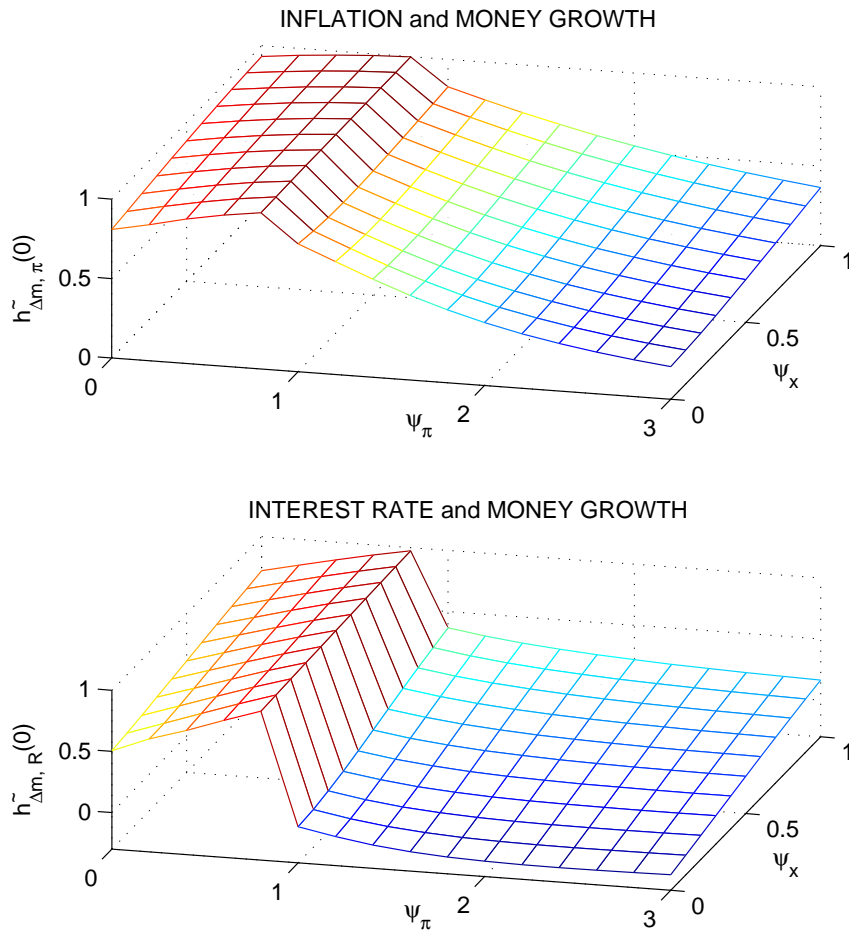 INFLATION and MONEY GROWTH
1
0.5
0
h~Δm, π(0)
0
1
2
3
ψπ
0
0.5
1
ψx
INTEREST RATE and MONEY GROWTH
1
0.5
0
h~Δm, R(0)
0
1
2
3
ψπ
0
0.5
1
ψx